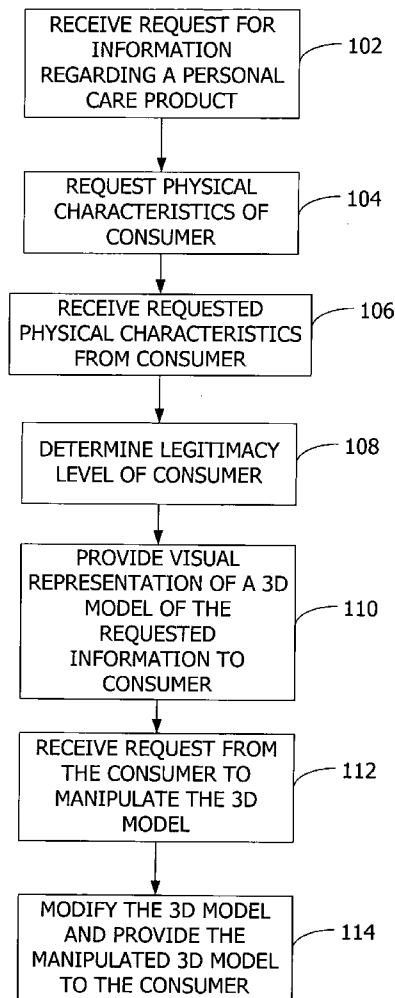 RECEIVE REQUEST FOR
INFORMATION
REGARDING A PERSONAL
CARE PRODUCT
102
REQUEST PHYSICAL
CHARACTERISTICS OF
CONSUMER
104
RECEIVE REQUESTED
PHYSICAL CHARACTERISTICS
FROM CONSUMER
106
DETERMINE LEGITIMACY
LEVEL OF CONSUMER
108
PROVIDE VISUAL
REPRESENTATION OF A 3D
MODEL OF THE
REQUESTED
INFORMATION TO
CONSUMER
110
RECEIVE REQUEST FROM
THE CONSUMER TO
MANIPULATE THE 3D
MODEL
112
MODIFY THE 3D MODEL
AND PROVIDE THE
MANIPULATED 3D MODEL
TO THE CONSUMER
114